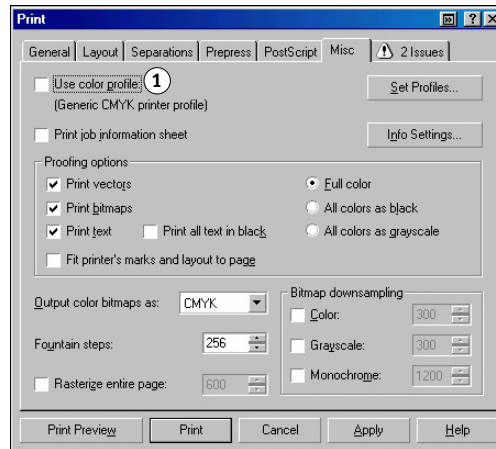 Print
General Layout Separations Prepress PostScript Misc 2 Issues
Use color profile: 1 Set Profiles...
(Generic CMYK printer profile)
Print job information sheet Info Settings...
Proofing options
Print vectors Full color
Print bitmaps All colors as black
Print text Print all text in black All colors as grayscale
Fit printer's marks and layout to page
Output color bitmaps as: CMYK
Bitmap downsampling
Color: 300
Fountain steps: 256
Grayscale: 300
Rasterize entire page: 600
Monochrome: 1200
Print Preview Print Cancel Apply Help